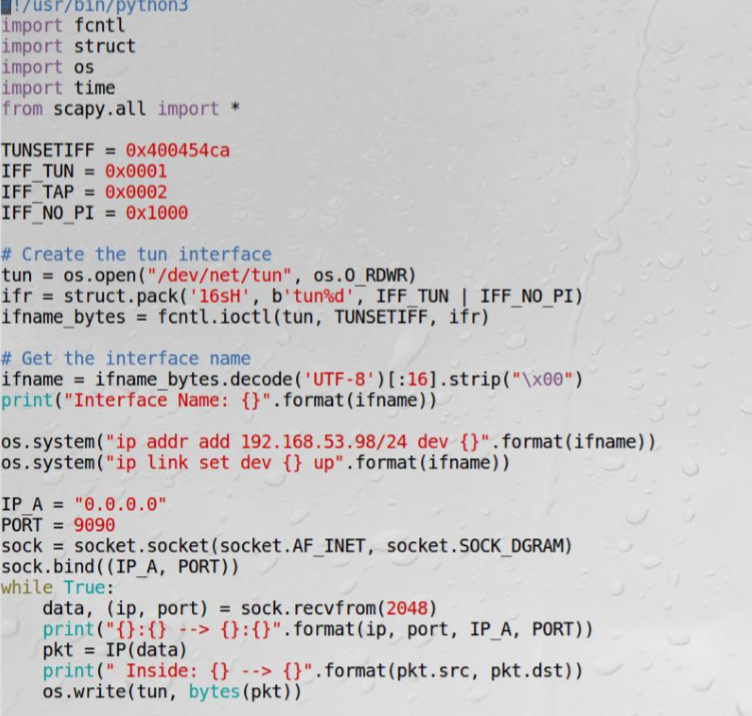 #!/usr/bin/python3
import fcntl
import struct
import os
import time
from scapy.all import *

TUNSETIFF = 0x400454ca
IFF_TUN = 0x0001
IFF_TAP = 0x0002
IFF_NO_PI = 0x1000

# Create the tun interface
tun = os.open("/dev/net/tun", os.O_RDWR)
ifr = struct.pack('16sH', b'tun%d', IFF_TUN | IFF_NO_PI)
ifname_bytes = fcntl.ioctl(tun, TUNSETIFF, ifr)

# Get the interface name
ifname = ifname_bytes.decode('UTF-8')[:16].strip("\x00")
print("Interface Name: {}".format(ifname))

os.system("ip addr add 192.168.53.98/24 dev {}".format(ifname))
os.system("ip link set dev {} up".format(ifname))

IP_A = "0.0.0.0"
PORT = 9090
sock = socket.socket(socket.AF_INET, socket.SOCK_DGRAM)
sock.bind((IP_A, PORT))
while True:
    data, (ip, port) = sock.recvfrom(2048)
    print("{}:{} --> {}:{}".format(ip, port, IP_A, PORT))
    pkt = IP(data)
    print(" Inside: {} --> {}".format(pkt.src, pkt.dst))
    os.write(tun, bytes(pkt))